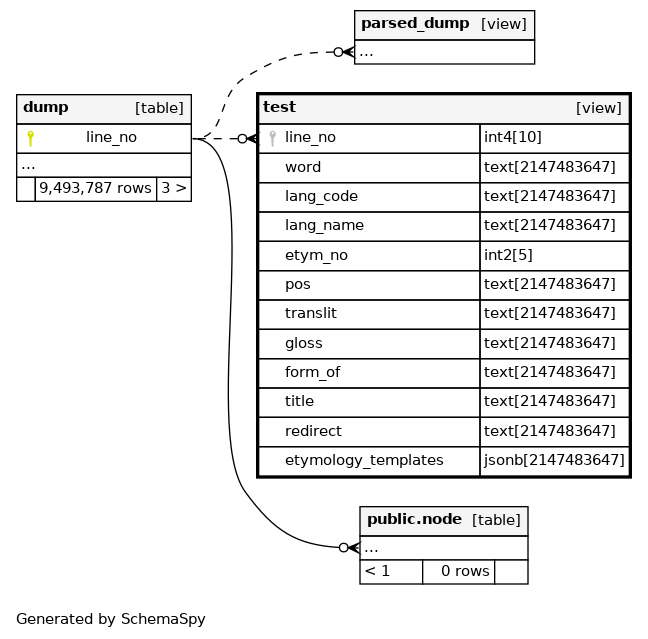 parsed_dump [view]
...
dump [table]
line_no
...
9,493,787 rows 3 >
test [view]
line_no int4[10]
word text[2147483647]
lang_code text[2147483647]
lang_name text[2147483647]
etym_no int2[5]
pos text[2147483647]
translit text[2147483647]
gloss text[2147483647]
form_of text[2147483647]
title text[2147483647]
redirect text[2147483647]
etymology_templates jsonb[2147483647]
public.node [table]
...
< 1 0 rows
Generated by SchemaSpy